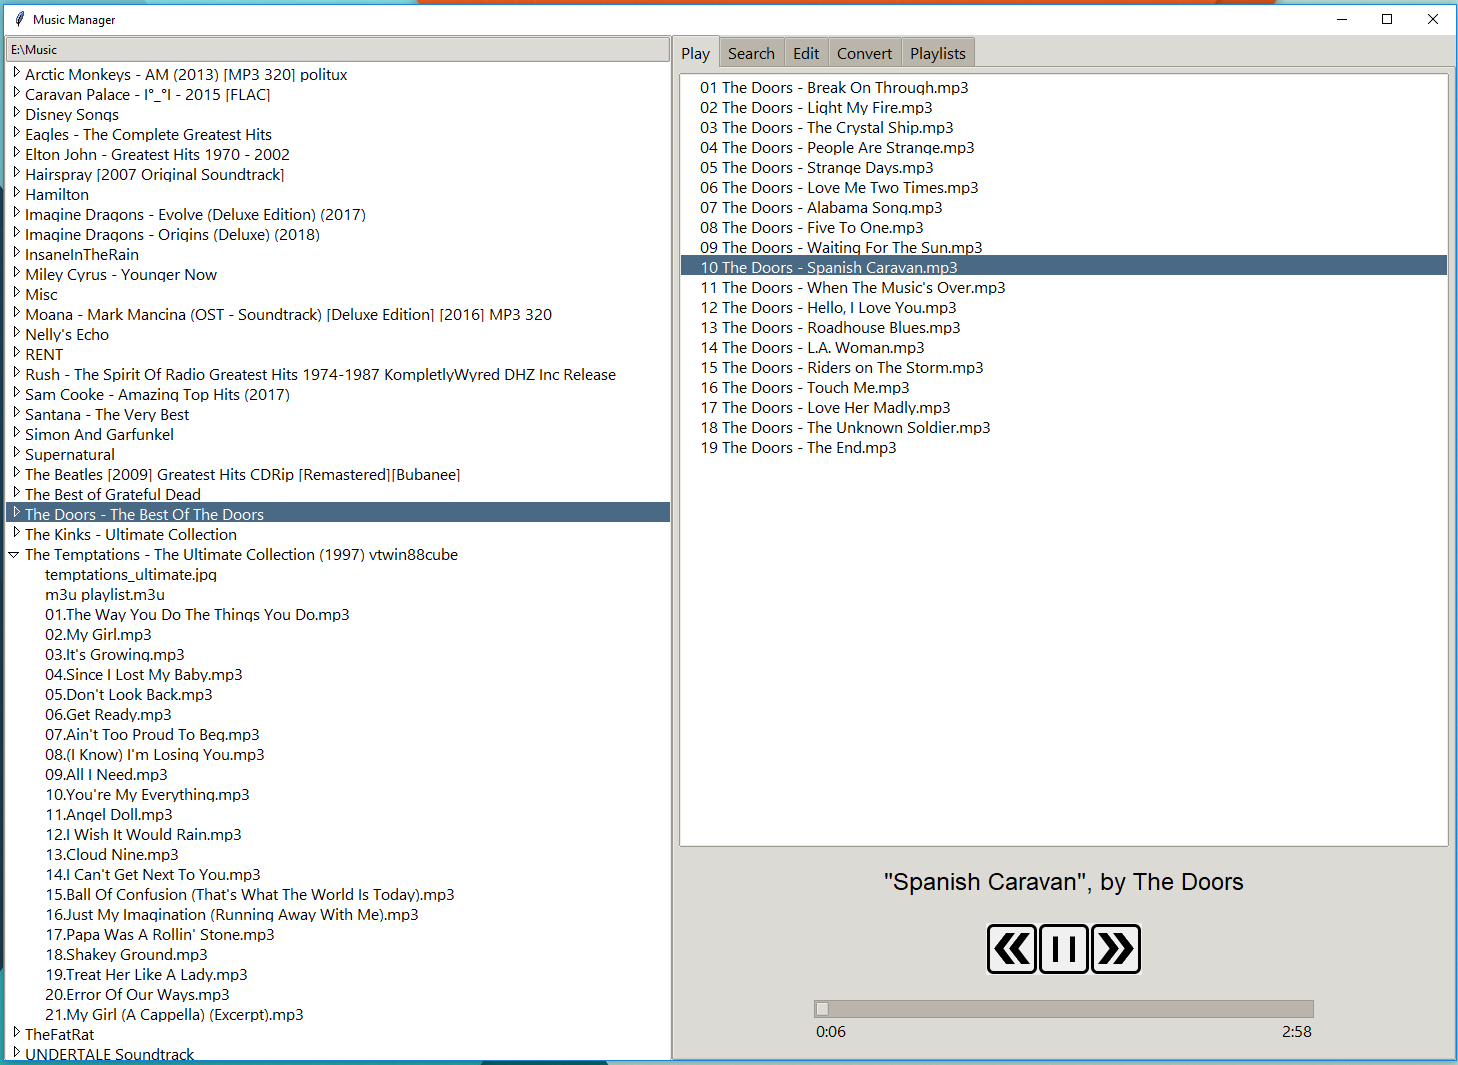 Music Manager
E:\Music
Arctic Monkeys - AM (2013) [MP3 320] politux
Caravan Palace - I°_°I - 2015 [FLAC]
Disney Songs
Eagles - The Complete Greatest Hits
Elton John - Greatest Hits 1970 - 2002
Hairspray [2007 Original Soundtrack]
Hamilton
Imagine Dragons - Evolve (Deluxe Edition) (2017)
Imagine Dragons - Origins (Deluxe) (2018)
InsaneInTheRain
Miley Cyrus - Younger Now
Misc
Moana - Mark Mancina (OST - Soundtrack) [Deluxe Edition] [2016] MP3 320
Nelly's Echo
RENT
Rush - The Spirit Of Radio Greatest Hits 1974-1987 KompletlyWyred DHZ Inc Release
Sam Cooke - Amazing Top Hits (2017)
Santana - The Very Best
Simon And Garfunkel
Supernatural
The Beatles [2009] Greatest Hits CDRip [Remastered][Bubanee]
The Best of Grateful Dead
The Doors - The Best Of The Doors
The Kinks - Ultimate Collection
The Temptations - The Ultimate Collection (1997) vtwin88cube
temptations_ultimate.jpg
m3u playlist.m3u
01.The Way You Do The Things You Do.mp3
02.My Girl.mp3
03.It's Growing.mp3
04.Since I Lost My Baby.mp3
05.Don't Look Back.mp3
06.Get Ready.mp3
07.Ain't Too Proud To Beg.mp3
08.(I Know) I'm Losing You.mp3
09.All I Need.mp3
10.You're My Everything.mp3
11.Angel Doll.mp3
12.I Wish It Would Rain.mp3
13.Cloud Nine.mp3
14.I Can't Get Next To You.mp3
15.Ball Of Confusion (That's What The World Is Today).mp3
16.Just My Imagination (Running Away With Me).mp3
17.Papa Was A Rollin' Stone.mp3
18.Shakey Ground.mp3
19.Treat Her Like A Lady.mp3
20.Error Of Our Ways.mp3
21.My Girl (A Cappella) (Excerpt).mp3
TheFatRat
UNDERTALE Soundtrack
Play Search Edit Convert Playlists
01 The Doors - Break On Through.mp3
02 The Doors - Light My Fire.mp3
03 The Doors - The Crystal Ship.mp3
04 The Doors - People Are Strange.mp3
05 The Doors - Strange Days.mp3
06 The Doors - Love Me Two Times.mp3
07 The Doors - Alabama Song.mp3
08 The Doors - Five To One.mp3
09 The Doors - Waiting For The Sun.mp3
10 The Doors - Spanish Caravan.mp3
11 The Doors - When The Music's Over.mp3
12 The Doors - Hello, I Love You.mp3
13 The Doors - Roadhouse Blues.mp3
14 The Doors - L.A. Woman.mp3
15 The Doors - Riders on The Storm.mp3
16 The Doors - Touch Me.mp3
17 The Doors - Love Her Madly.mp3
18 The Doors - The Unknown Soldier.mp3
19 The Doors - The End.mp3
"Spanish Caravan", by The Doors
0:06 2:58